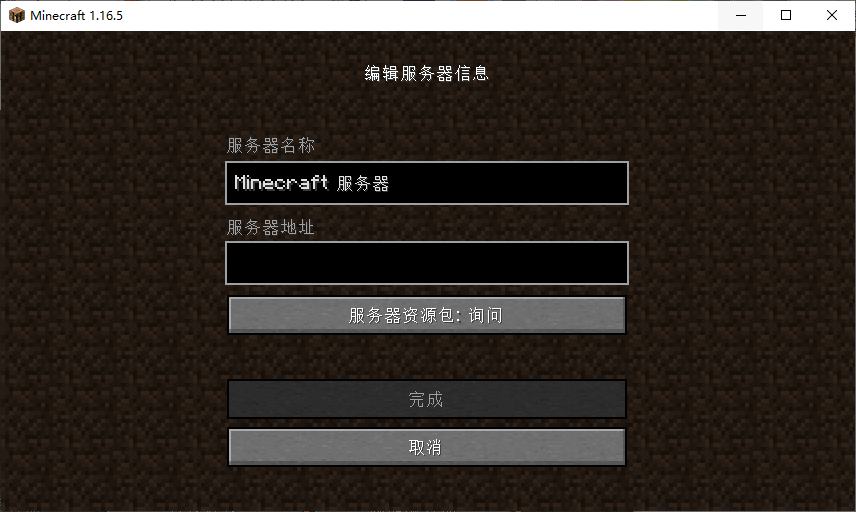 Minecraft 1.16.5
编辑服务器信息
服务器名称
Minecraft 服务器
服务器地址
服务器资源包: 询问
完成
取消